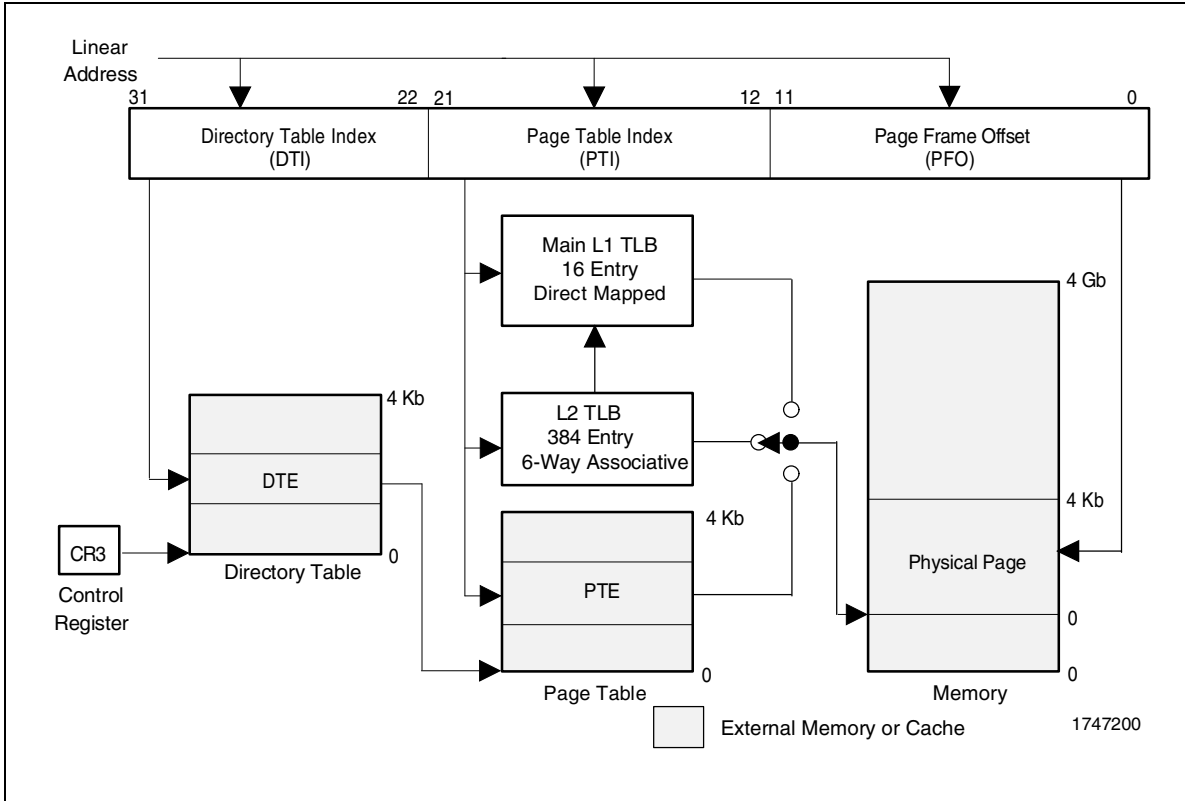 Linear
Address
31
22
21
12
11
0
Directory Table Index
(DTI)
Page Table Index
(PTI)
Page Frame Offset
(PFO)
Main L1 TLB
16 Entry
Direct Mapped
4 Gb
4 Kb
L2 TLB
384 Entry
6-Way Associative
DTE
4 Kb
4 Kb
CR3
0
Directory Table
PTE
Physical Page
Control
Register
0
0
0
Page Table
Memory
External Memory or Cache
1747200